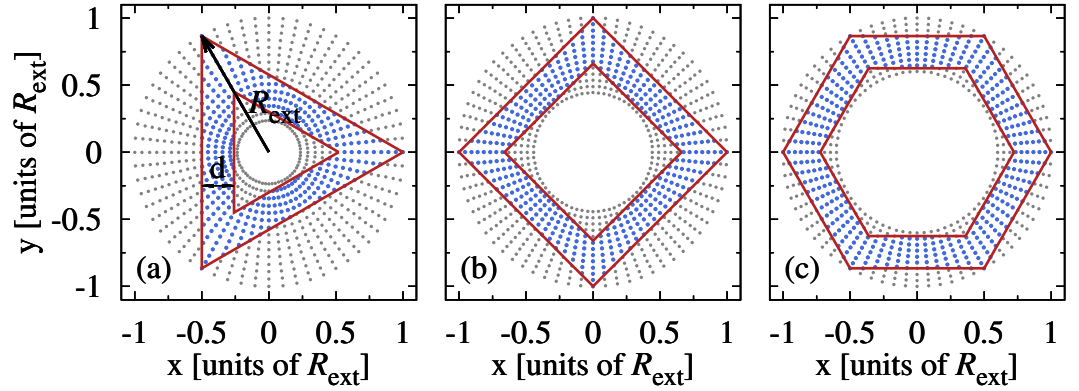 y [units of R_ext]
1
0.5
0
-0.5
-1
R_ext
d
(a)
(b)
(c)
-1 -0.5 0 0.5 1
-1 -0.5 0 0.5 1
-1 -0.5 0 0.5 1
x [units of R_ext]
x [units of R_ext]
x [units of R_ext]